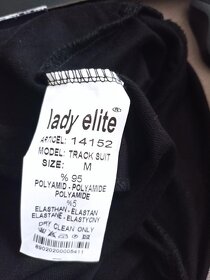 lady elite®
ARTICEL: 14152
MODEL: TRACK SUIT
SIZE: M
% 95
POLYAMID - POLYAMIDE
POLYAMIDE
%5
ELASTHAN - ELASTAN
ELASTANE - ELASTYONY
DRY CLEAN ONLY